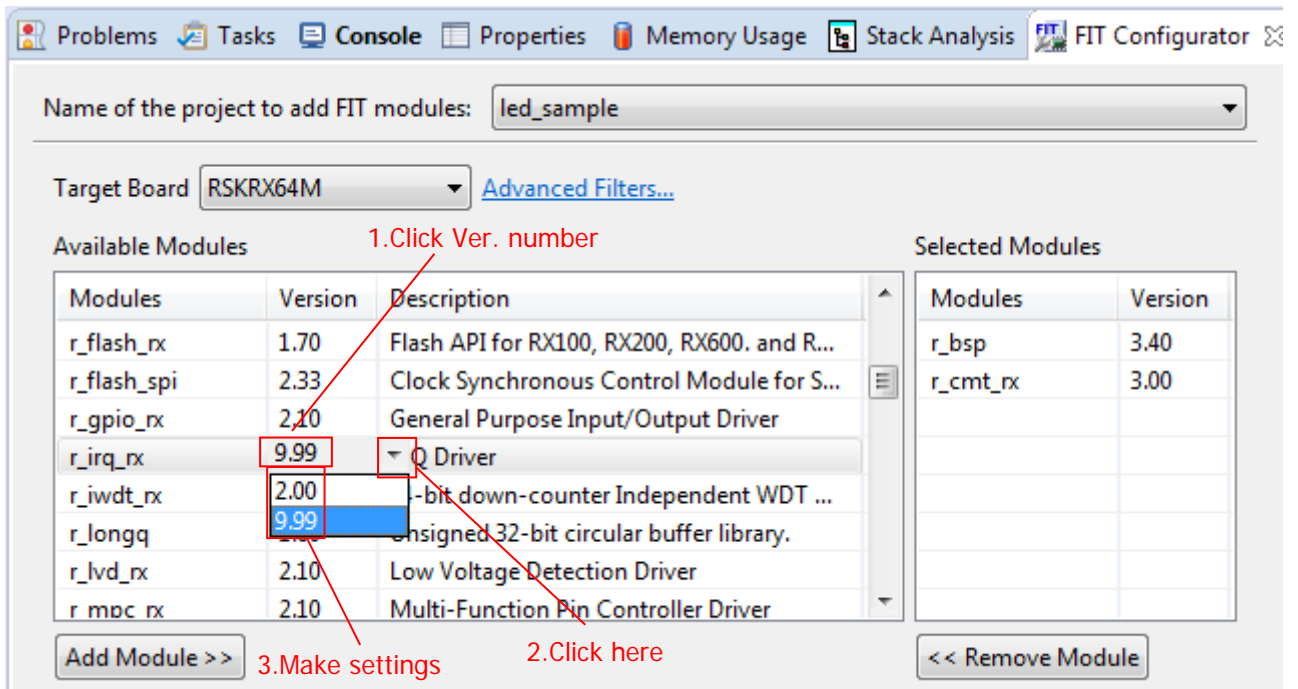 Problems Tasks Console Properties Memory Usage Stack Analysis FIT Configurator
Name of the project to add FIT modules: led_sample
Target Board RSKRX64M Advanced Filters...
1.Click Ver. number
Available Modules Selected Modules
Modules Version Description Modules Version
r_flash_rx 1.70 Flash API for RX100, RX200, RX600. and R... r_bsp 3.40
r_flash_spi 2.33 Clock Synchronous Control Module for S... r_cmt_rx 3.00
r_gpio_rx 2.10 General Purpose Input/Output Driver
r_irq_rx 9.99 Q Driver
r_iwdt_rx 2.00 -bit down-counter Independent WDT ...
r_longq 9.99 Unsigned 32-bit circular buffer library.
r_lvd_rx 2.10 Low Voltage Detection Driver
r_mpc_rx 2.10 Multi-Function Pin Controller Driver
Add Module >> 3.Make settings 2.Click here << Remove Module